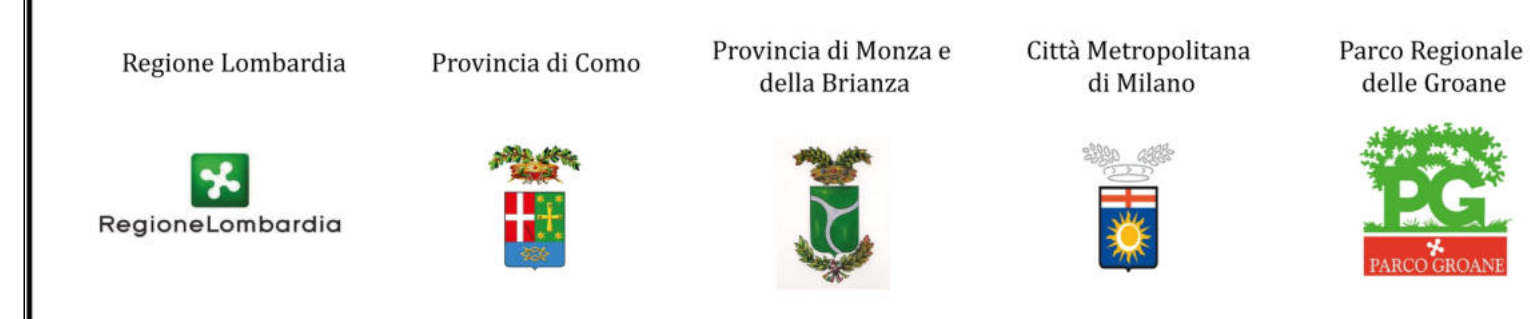 Regione Lombardia
Provincia di Como
Provincia di Monza e
della Brianza
Città Metropolitana
di Milano
Parco Regionale
delle Groane
RegioneLombardia
PG
PARCO GROANE